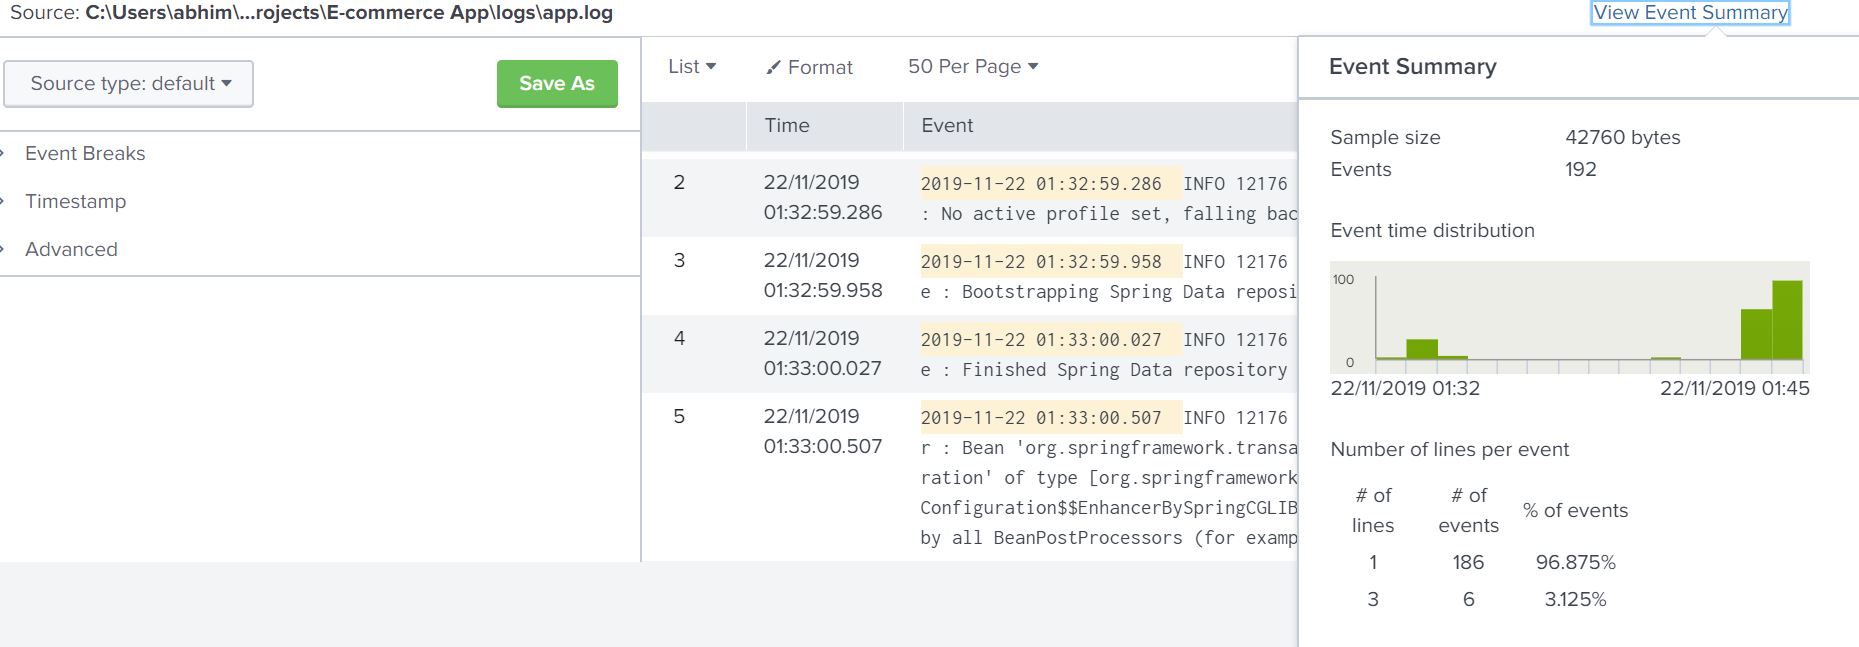 Source: C:\Users\abhim\...rojects\E-commerce App\logs\app.log
View Event Summary
Source type: default
Save As
Event Breaks
Timestamp
Advanced
List
Format
50 Per Page
Time
Event
2
22/11/2019
01:32:59.286
2019-11-22 01:32:59.286 INFO 12176
: No active profile set, falling bac
3
22/11/2019
01:32:59.958
2019-11-22 01:32:59.958 INFO 12176
e : Bootstrapping Spring Data reposi
4
22/11/2019
01:33:00.027
2019-11-22 01:33:00.027 INFO 12176
e : Finished Spring Data repository
5
22/11/2019
01:33:00.507
2019-11-22 01:33:00.507 INFO 12176
r : Bean 'org.springframework.transa
ration' of type [org.springframework
Configuration$$EnhancerBySpringCGLIB
by all BeanPostProcessors (for examp
Event Summary
Sample size 42760 bytes
Events 192
Event time distribution
100
0
22/11/2019 01:32 22/11/2019 01:45
Number of lines per event
# of lines # of events % of events
1 186 96.875%
3 6 3.125%